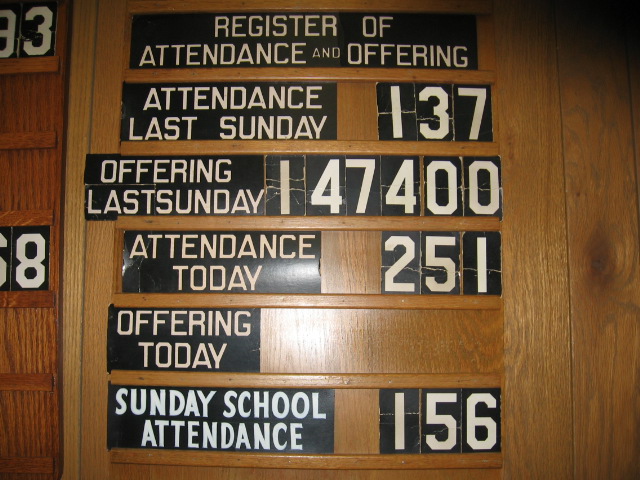 93
REGISTER OF
ATTENDANCE AND OFFERING
ATTENDANCE
LAST SUNDAY 137
OFFERING
LASTSUNDAY 147400
68
ATTENDANCE
TODAY 251
OFFERING
TODAY
SUNDAY SCHOOL
ATTENDANCE 156